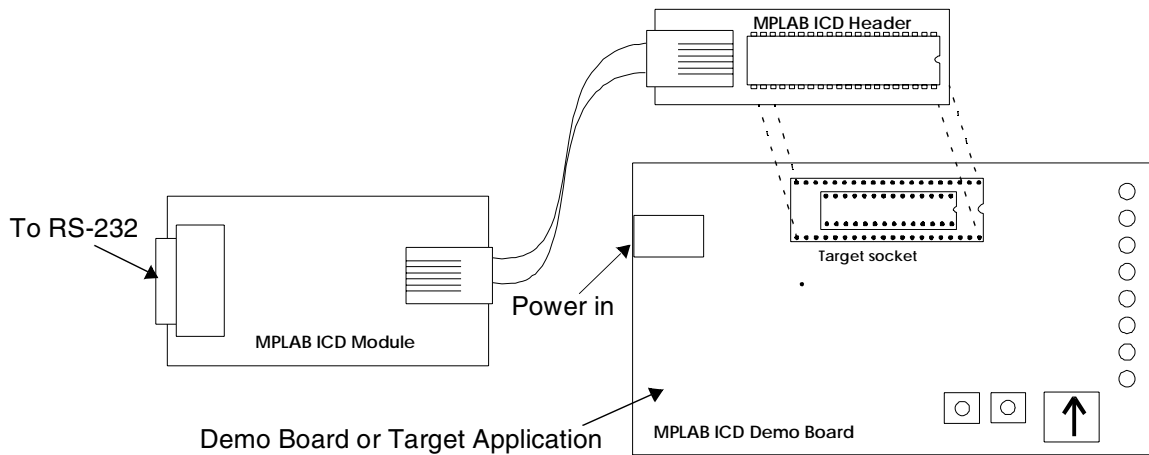 MPLAB ICD Header
To RS-232
Target socket
Power in
MPLAB ICD Module
Demo Board or Target Application
MPLAB ICD Demo Board